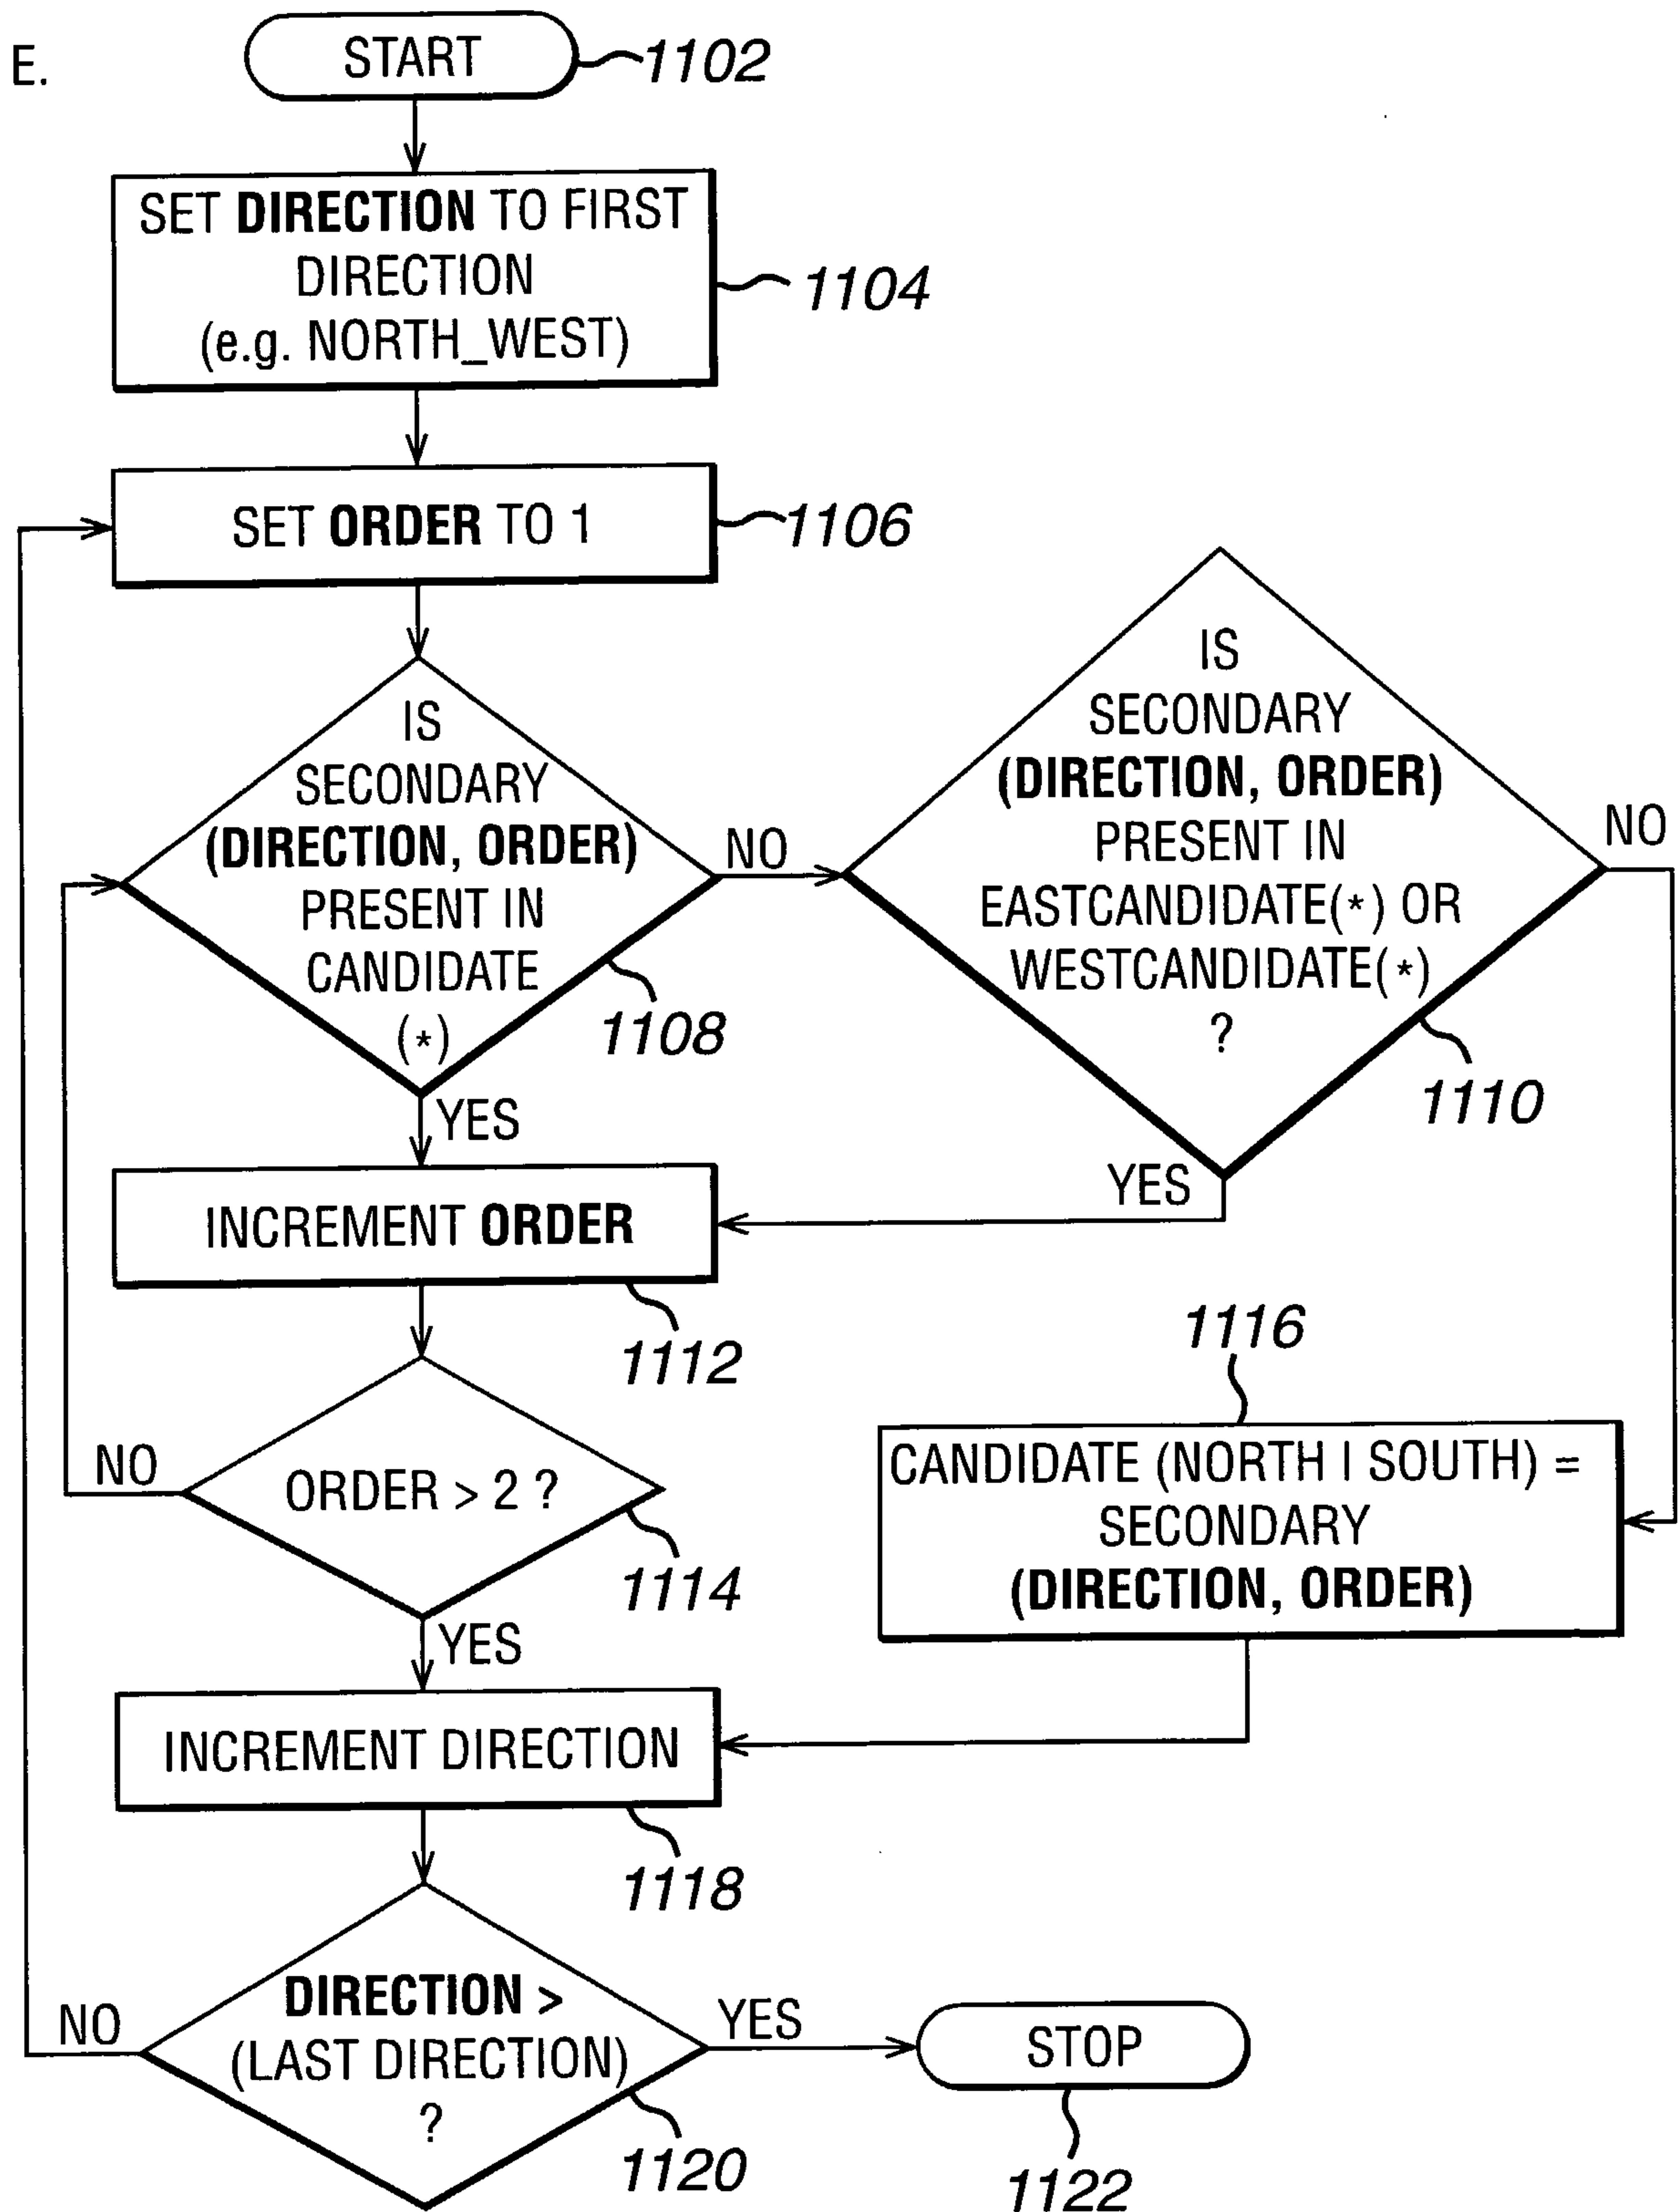 E.
START
1102
SET DIRECTION TO FIRST
DIRECTION
(e.g. NORTH_WEST)
1104
SET ORDER TO 1
1106
IS
SECONDARY
(DIRECTION, ORDER)
PRESENT IN
CANDIDATE
(*)
1108
NO
IS
SECONDARY
(DIRECTION, ORDER)
PRESENT IN
EASTCANDIDATE(*) OR
WESTCANDIDATE(*)
?
1110
NO
YES
YES
INCREMENT ORDER
1112
1116
CANDIDATE (NORTH I SOUTH) =
SECONDARY
(DIRECTION, ORDER)
NO
ORDER > 2 ?
1114
YES
INCREMENT DIRECTION
1118
NO
DIRECTION >
(LAST DIRECTION)
?
1120
YES
STOP
1122